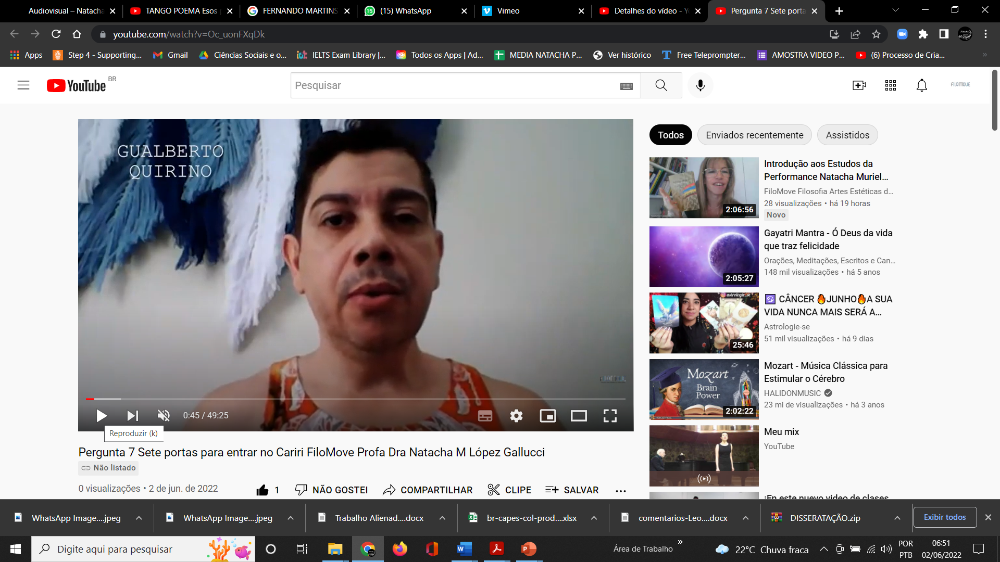 Audiovisual – Natacha
TANGO POEMA Esos
FERNANDO MARTINS
(15) WhatsApp
Vimeo
Detalhes do vídeo - Y
Pergunta 7 Sete porta
youtube.com/watch?v=Oc_uonFXqDk
Apps
Step 4 - Supporting...
Gmail
Ciências Sociais e o...
IELTS Exam Library |...
Todos os Apps | Ad...
MEDIA NATACHA P...
Ver histórico
Free Teleprompter...
AMOSTRA VIDEO P...
(6) Processo de Cria...
YouTube BR
Pesquisar
FILOMOVE
GUALBERTO
QUIRINO
0:45 / 49:25
Reproduzir (k)
Pergunta 7 Sete portas para entrar no Cariri FiloMove Profa Dra Natacha M López Gallucci
Não listado
0 visualizações • 2 de jun. de 2022
1
NÃO GOSTEI
COMPARTILHAR
CLIPE
SALVAR
Todos
Enviados recentemente
Assistidos
2:06:56
Introdução aos Estudos da
Performance Natacha Muriel...
FiloMove Filosofia Artes Estéticas d...
28 visualizações • há 19 horas
Novo
2:05:27
Gayatri Mantra - Ó Deus da vida
que traz felicidade
Orações, Meditações, Escritos e Can...
148 mil visualizações • há 5 anos
astrologie_se
25:46
♋ CÂNCER 🔥JUNHO🔥A SUA
VIDA NUNCA MAIS SERÁ A...
Astrologie-se
51 mil visualizações • há 9 dias
Mozart
Brain
Power
2:02:22
Mozart - Música Clássica para
Estimular o Cérebro
HALIDONMUSIC
23 mi de visualizações • há 3 anos
Meu mix
YouTube
¡En este nuevo video de clases
WhatsApp Image....jpeg
WhatsApp Image....jpeg
Trabalho Alienad....docx
br-capes-col-prod....xlsx
comentarios-Leo....docx
DISSERATAÇÃO.zip
Exibir todos
Digite aqui para pesquisar
Área de Trabalho
22°C Chuva fraca
POR
PTB
06:51
02/06/2022